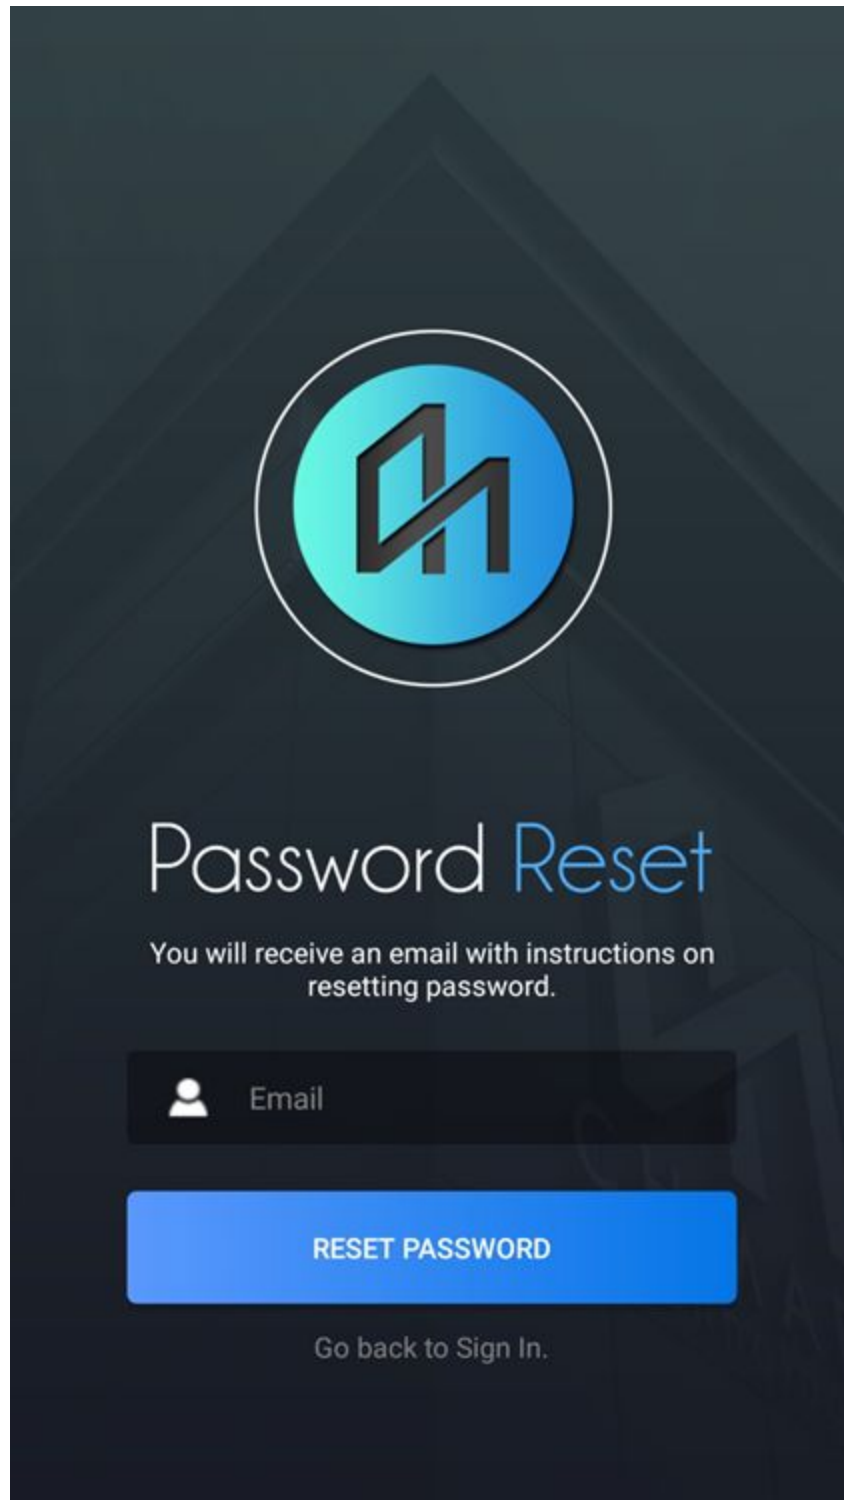 Password Reset
You will receive an email with instructions on
resetting password.
Email
RESET PASSWORD
Go back to Sign In.